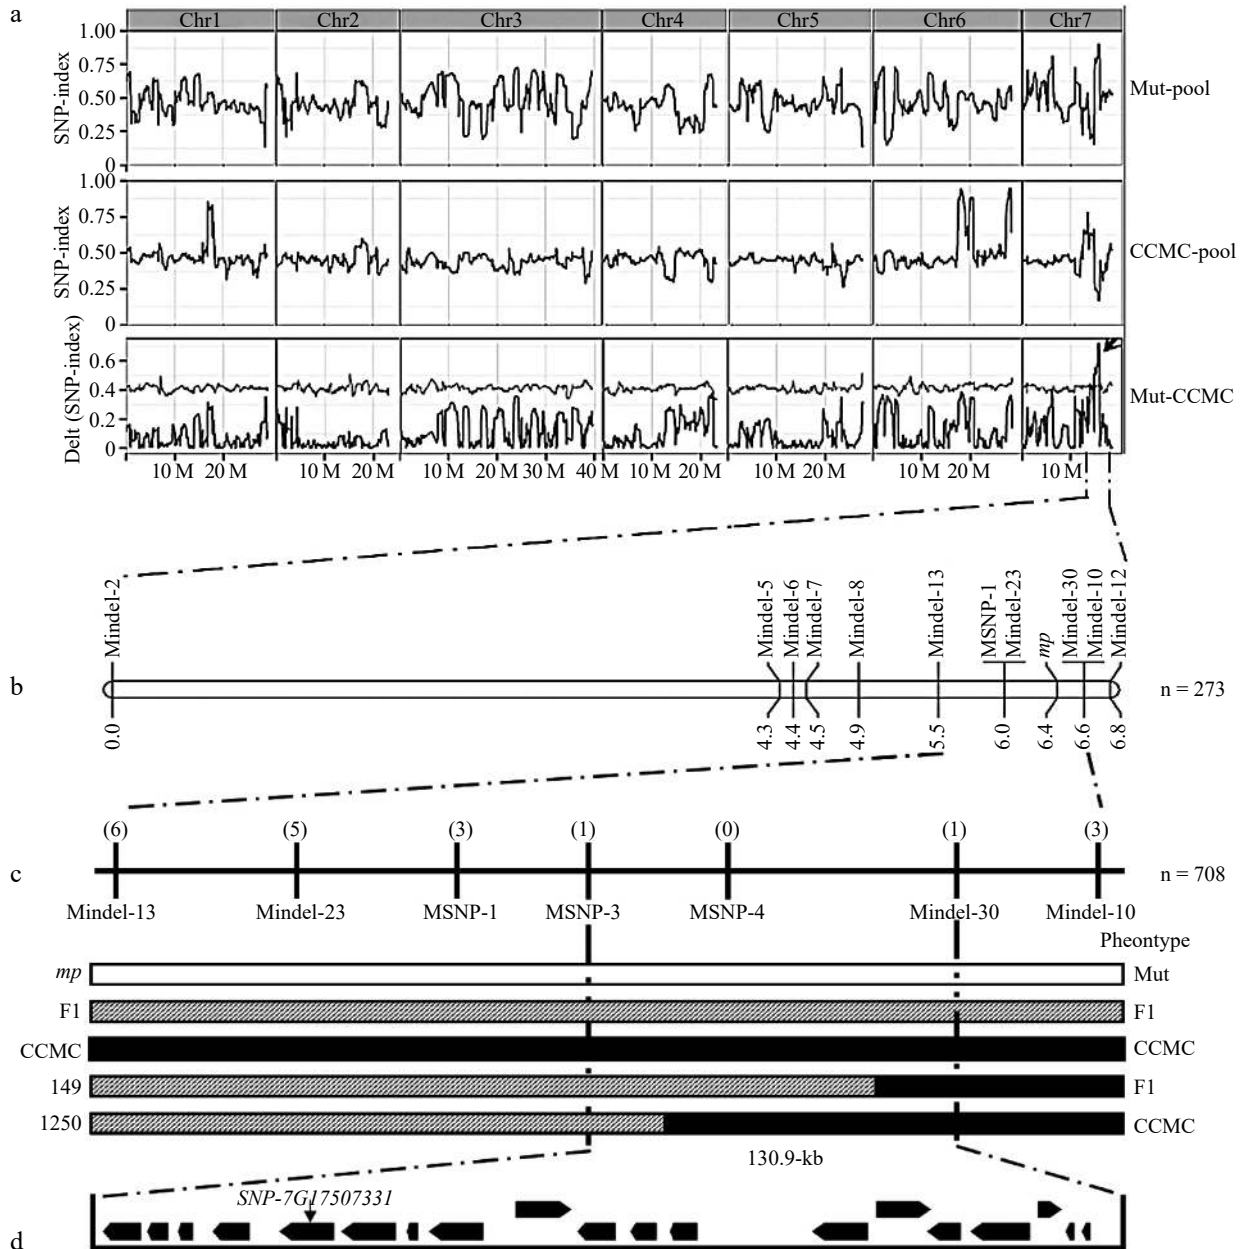 a
Chr1 Chr2 Chr3 Chr4 Chr5 Chr6 Chr7
1.00
0.75
0.50
0.25
0
SNP-index
Mut-pool
1.00
0.75
0.50
0.25
0
SNP-index
CCMC-pool
0.6
0.4
0.2
0
Delt (SNP-index)
Mut-CCMC
10 M 20 M 10 M 20 M 10 M 20 M 30 M 40 M 10 M 20 M 10 M 20 M 10 M 20 M 10 M
Mindel-2 Mindel-5 Mindel-6 Mindel-7 Mindel-8 Mindel-13 MSNP-1 Mindel-23 mp Mindel-30 Mindel-10 Mindel-12
b
n = 273
0.0 4.3 4.4 4.5 4.9 5.5 6.0 6.4 6.6 6.8
(6) (5) (3) (1) (0) (1) (3)
c
n = 708
Mindel-13 Mindel-23 MSNP-1 MSNP-3 MSNP-4 Mindel-30 Mindel-10
Pheontype
mp Mut
F1 F1
CCMC CCMC
149 F1
1250 CCMC
130.9-kb
SNP-7G17507331
d